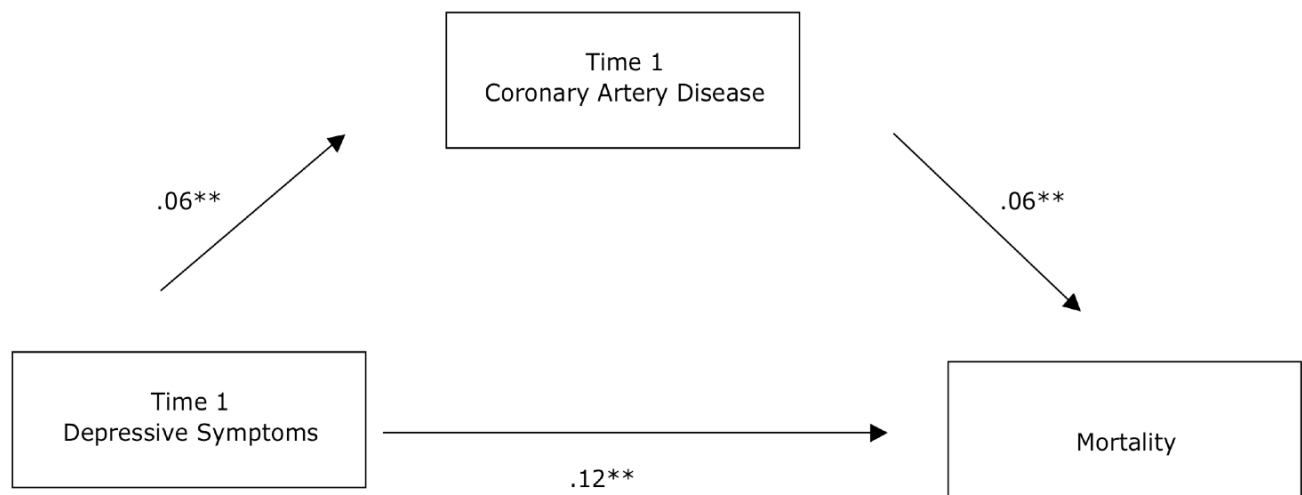 Time 1
Coronary Artery Disease
.06**
.06**
Time 1
Depressive Symptoms
Mortality
.12**